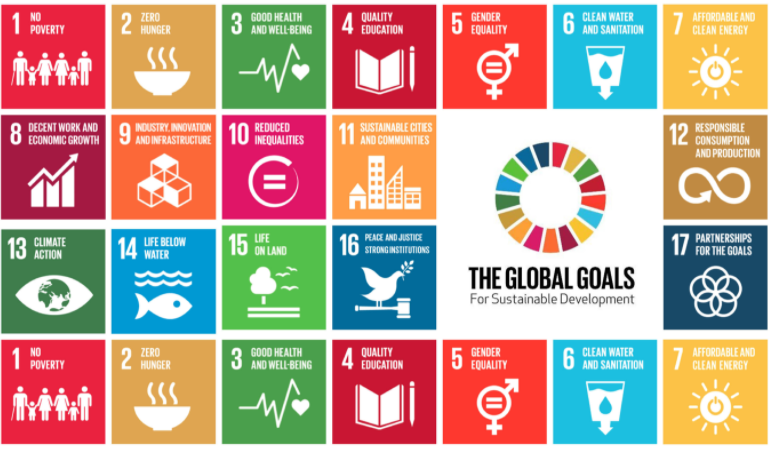 1 NO
POVERTY
2 ZERO
HUNGER
3 GOOD HEALTH
AND WELL-BEING
4 QUALITY
EDUCATION
5 GENDER
EQUALITY
6 CLEAN WATER
AND SANITATION
7 AFFORDABLE AND
CLEAN ENERGY
8 DECENT WORK AND
ECONOMIC GROWTH
9 INDUSTRY, INNOVATION
AND INFRASTRUCTURE
10 REDUCED
INEQUALITIES
11 SUSTAINABLE CITIES
AND COMMUNITIES
12 RESPONSIBLE
CONSUMPTION
AND PRODUCTION
13 CLIMATE
ACTION
14 LIFE BELOW
WATER
15 LIFE
ON LAND
16 PEACE AND JUSTICE
STRONG INSTITUTIONS
THE GLOBAL GOALS
For Sustainable Development
17 PARTNERSHIPS
FOR THE GOALS
1 NO
POVERTY
2 ZERO
HUNGER
3 GOOD HEALTH
AND WELL-BEING
4 QUALITY
EDUCATION
5 GENDER
EQUALITY
6 CLEAN WATER
AND SANITATION
7 AFFORDABLE AND
CLEAN ENERGY